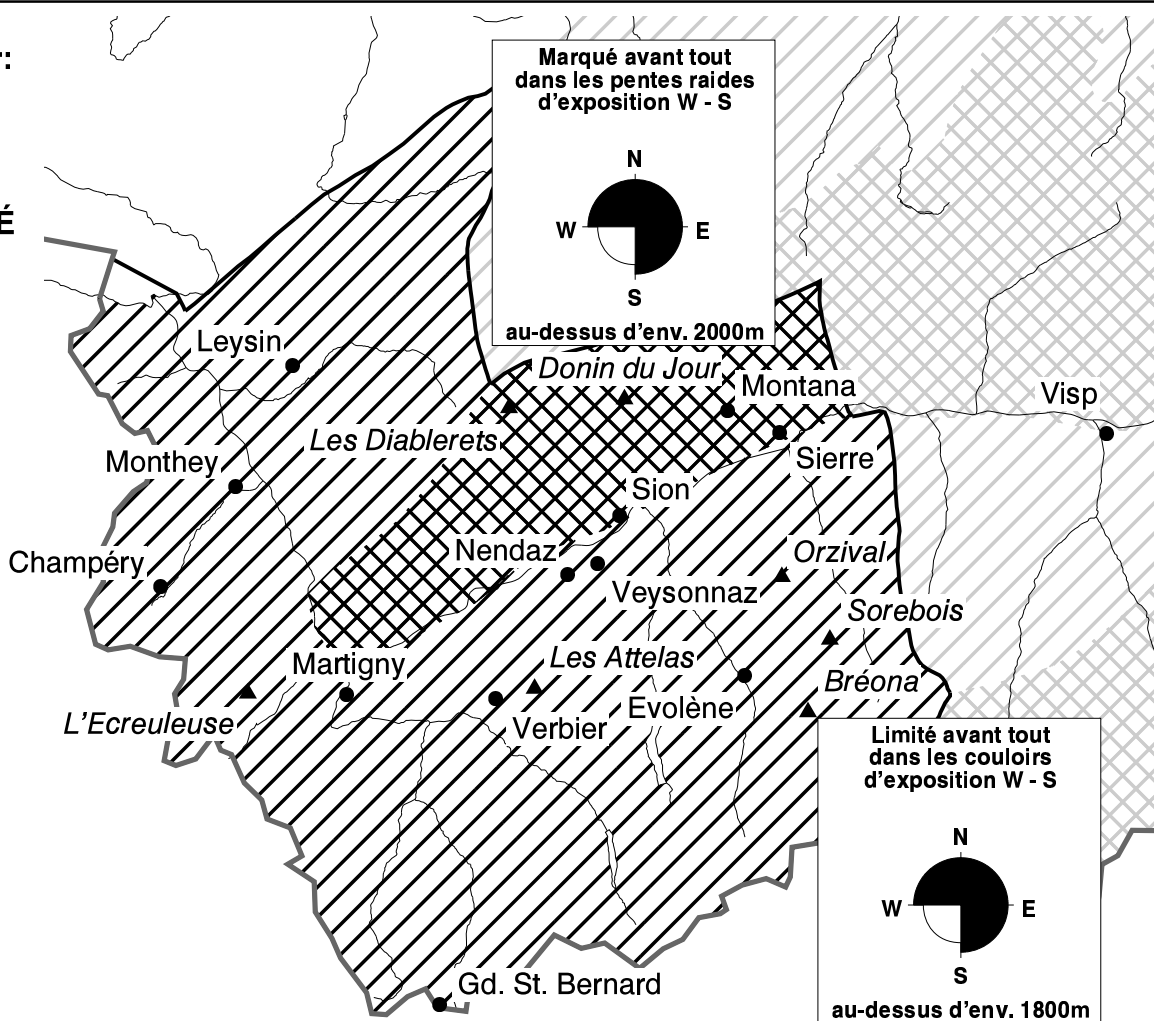 r:
Marqué avant tout
dans les pentes raides
d'exposition W - S
N
W
E
S
au-dessus d'env. 2000m
É
Leysin
Donin du Jour
Montana
Visp
Les Diablerets
Monthey
Sierre
Sion
Champéry
Nendaz
Orzival
Veysonnaz
Sorebois
Martigny
Les Attelas
Bréona
L'Ecreuleuse
Evolène
Verbier
Limité avant tout
dans les couloirs
d'exposition W - S
N
W
E
S
Gd. St. Bernard
au-dessus d'env. 1800m